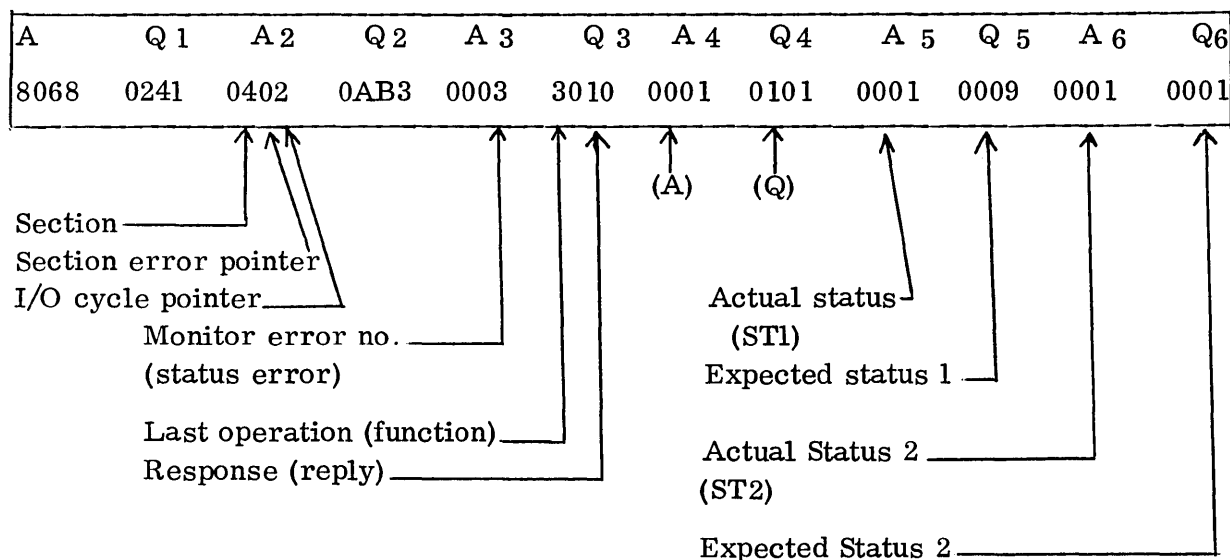 A Q 1 A 2 Q 2 A 3 Q 3 A 4 Q4 A 5 Q 5 A 6 Q6
8068 0241 0402 0AB3 0003 3010 0001 0101 0001 0009 0001 0001
(A) (Q)
Section
Section error pointer
I/O cycle pointer
Monitor error no.
(status error)
Last operation (function)
Response (reply)
Actual status
(ST1)
Expected status 1
Actual Status 2
(ST2)
Expected Status 2